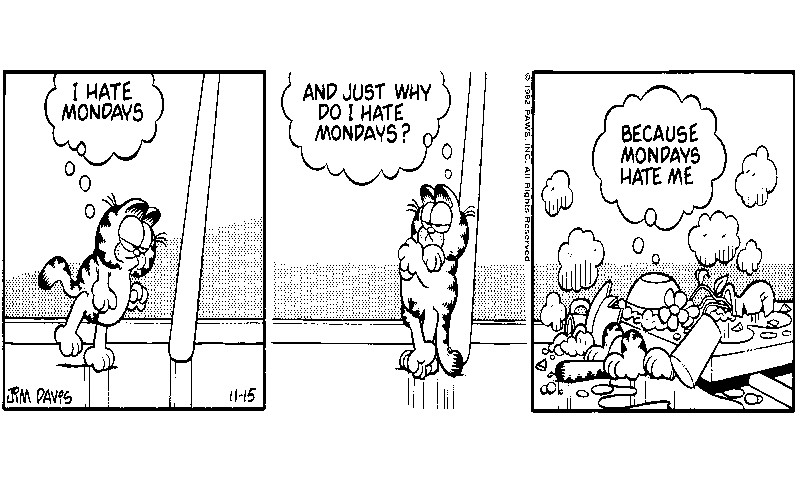 I HATE
MONDAYS
JIM DAVIS
11-15
AND JUST WHY
DO I HATE
MONDAYS?
© 1982 PAWS, INC. All Rights Reserved
BECAUSE
MONDAYS
HATE ME